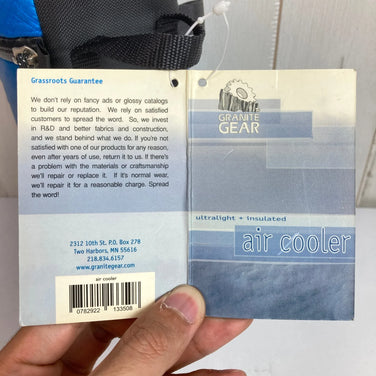 Grassroots Guarantee
We don't rely on fancy ads or glossy catalogs
to build our reputation. We rely on satisfied
customers to spread the word. So, we invest
in R&D and better fabrics and construction,
and we stand behind what we do. If you're not
satisfied with one of our products for any reason,
even after years of use, return it to us. If there's
a problem with the materials or craftsmanship
we'll repair or replace it. If it's normal wear,
we'll repair it for a reasonable charge. Spread
the word!
2312 10th St. P.O. Box 278
Two Harbors, MN 55616
218.834.6157
www.granitegear.com
air cooler
0782922 133508
GRANITE
GEAR
ultralight + insulated
air cooler